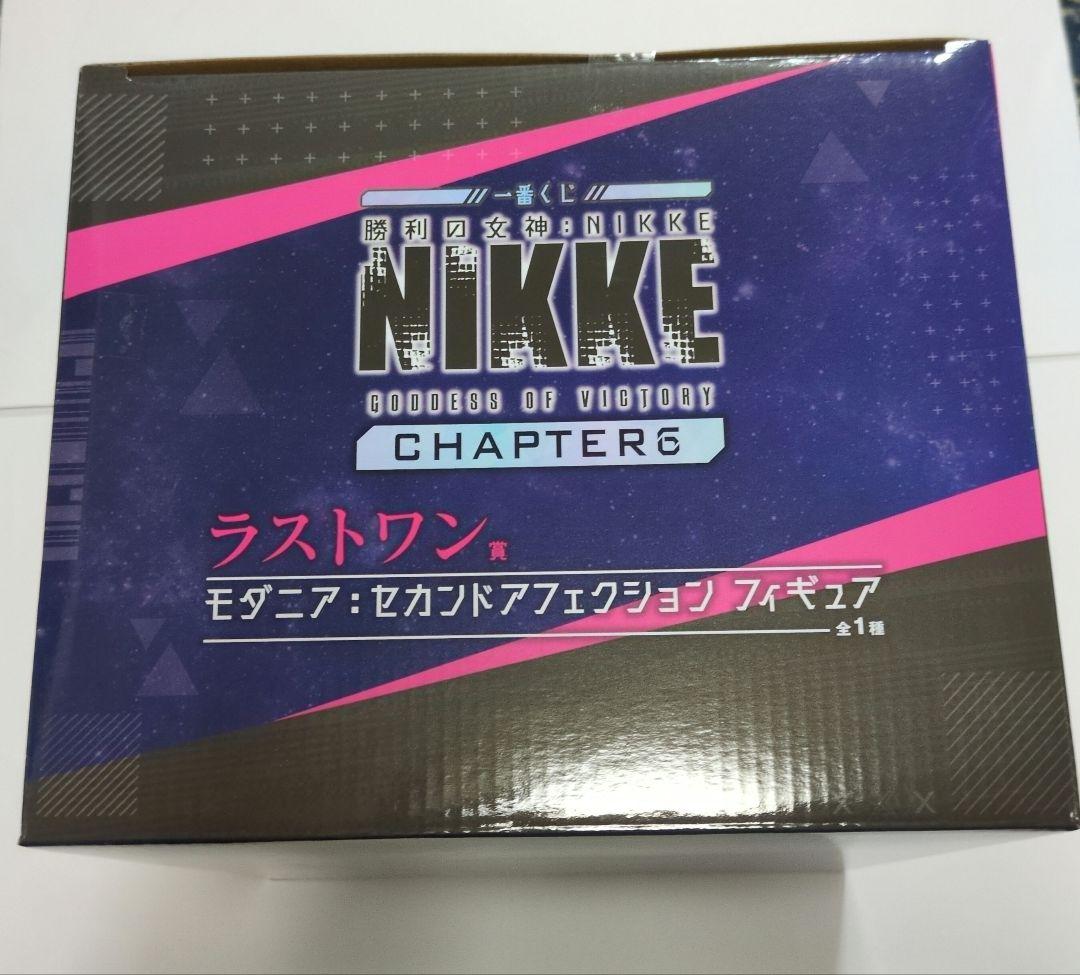 一番くじ
勝利の女神:NIKKE
NIKKE
GODDESS OF VICTORY
CHAPTER6
ラストワン賞
モダニア:セカンドアフェクション フィギュア
全1種